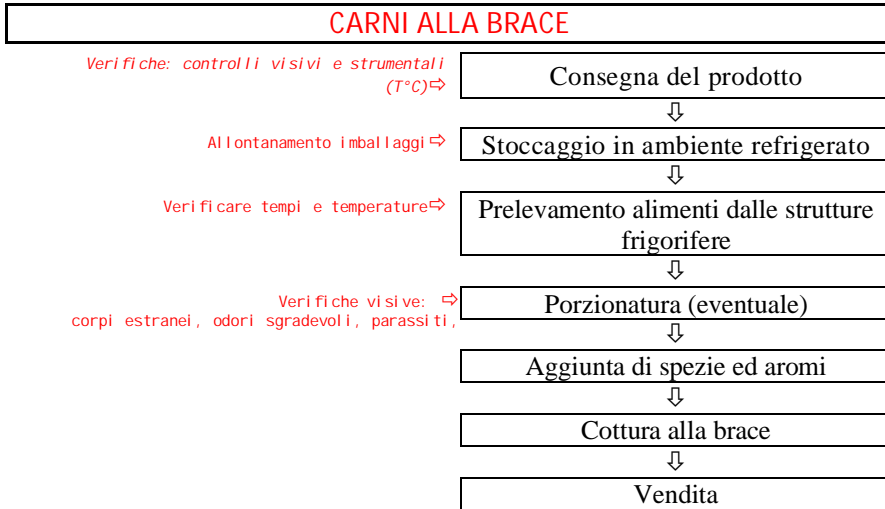 CARNI ALLA BRACE
Verifiche: controlli visivi e strumentali
(T°C)⇨
Consegna del prodotto
⇩
Allontanamento imballaggi⇨
Stoccaggio in ambiente refrigerato
⇩
Verificare tempi e temperature⇨
Prelevamento alimenti dalle strutture
frigorifere
⇩
Verifiche visive: ⇨
corpi estranei, odori sgradevoli, parassiti,
Porzionatura (eventuale)
⇩
Aggiunta di spezie ed aromi
⇩
Cottura alla brace
⇩
Vendita